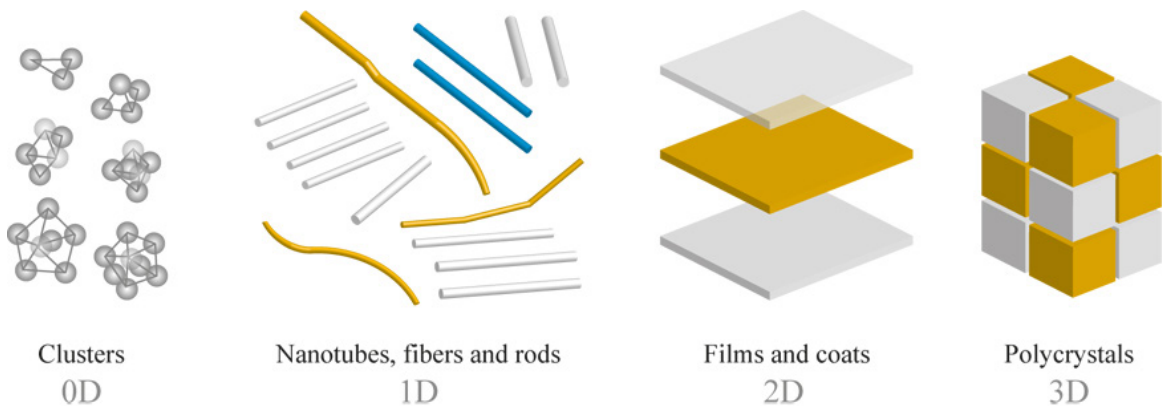 Clusters
0D
Nanotubes, fibers and rods
1D
Films and coats
2D
Polycrystals
3D